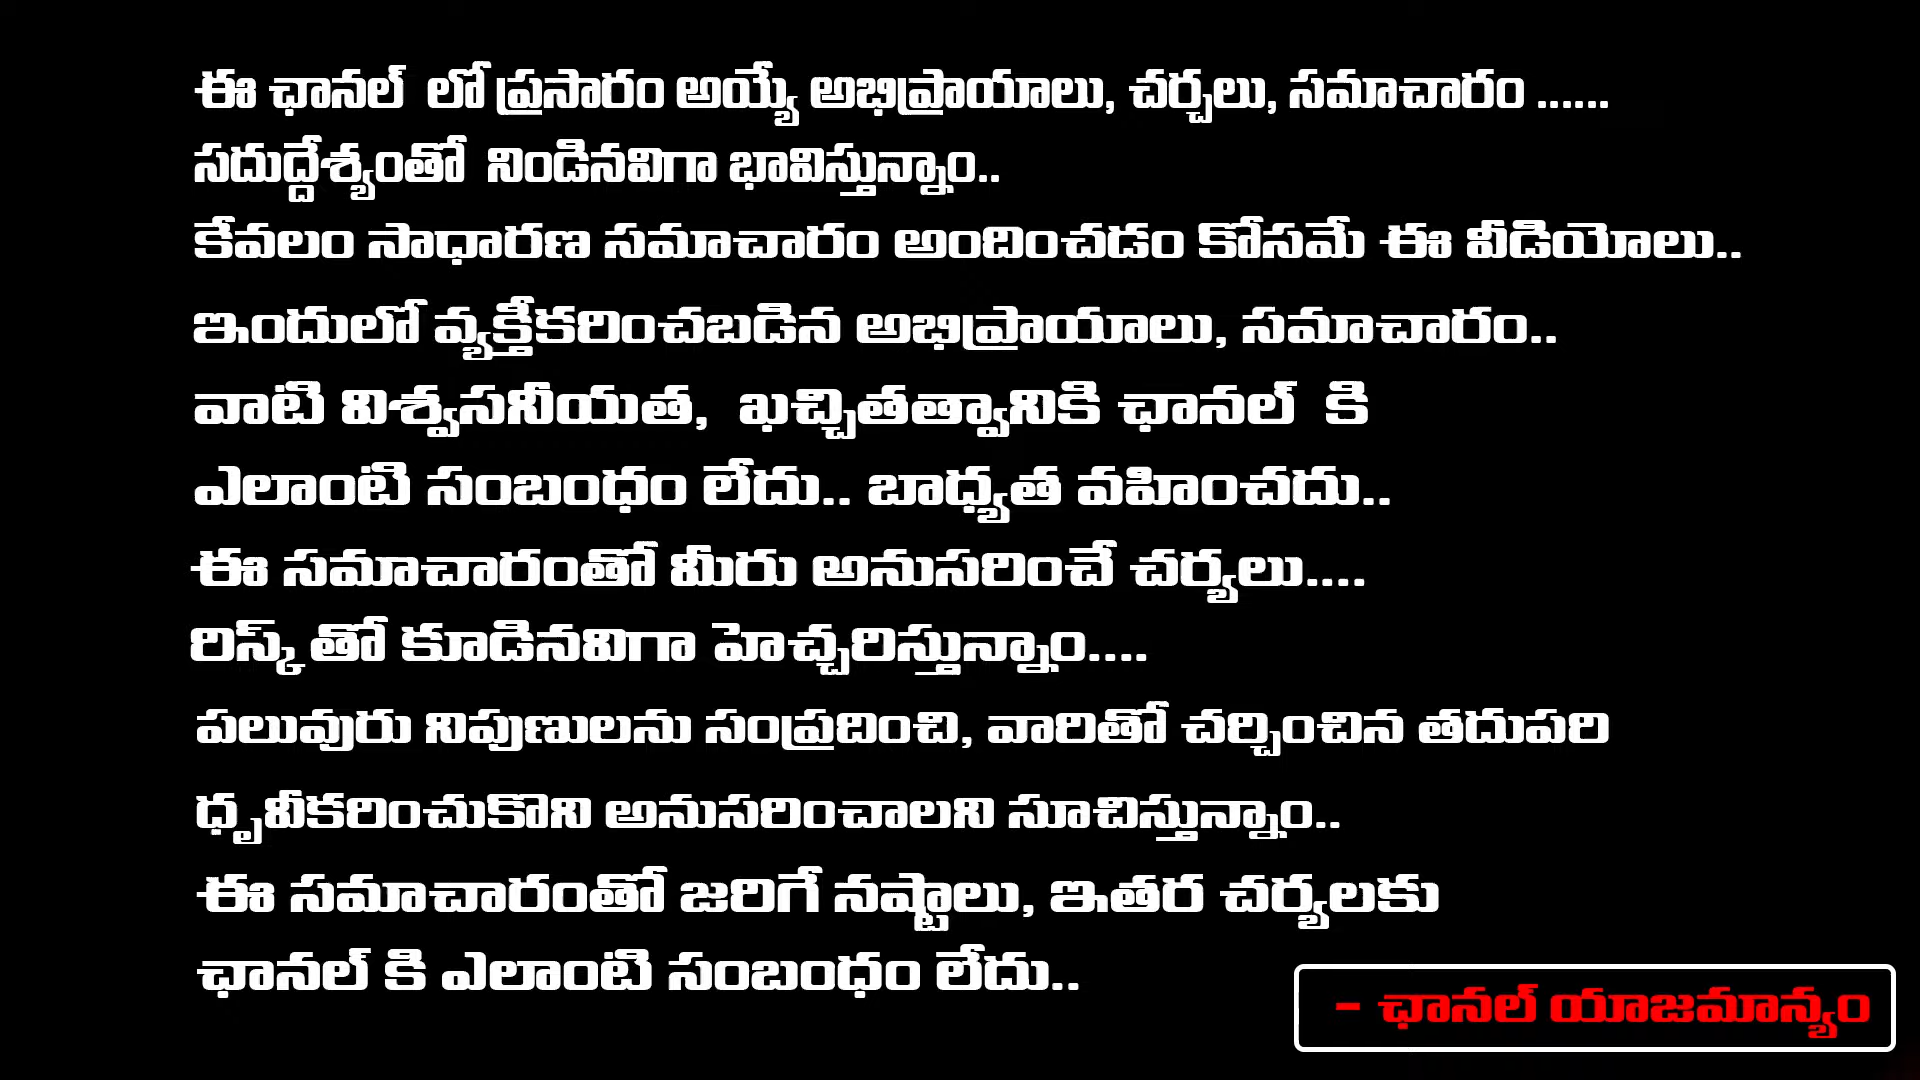 ఈ ఛానల్ లో ప్రసారం అయ్యే అభిప్రాయాలు, చర్చలు, సమాచారం ......
సదుద్దేశ్యంతో నిండినవిగా భావిస్తున్నాం..
కేవలం సాధారణ సమాచారం అందించడం కోసమే ఈ వీడియోలు..
ఇందులో వ్యక్తీకరించబడిన అభిప్రాయాలు, సమాచారం..
వాటి విశ్వసనీయత, ఖచ్చితత్వానికి ఛానల్ కి
ఎలాంటి సంబంధం లేదు.. బాధ్యత వహించదు..
ఈ సమాచారంతో మీరు అనుసరించే చర్యలు....
రిస్క్ తో కూడినవిగా హెచ్చరిస్తున్నాం....
పలువురు నిపుణులను సంప్రదించి, వారితో చర్చించిన తదుపరి
ధృవీకరించుకొని అనుసరించాలని సూచిస్తున్నాం..
ఈ సమాచారంతో జరిగే నష్టాలు, ఇతర చర్యలకు
ఛానల్ కి ఎలాంటి సంబంధం లేదు..
- ఛానల్ యాజమాన్యం